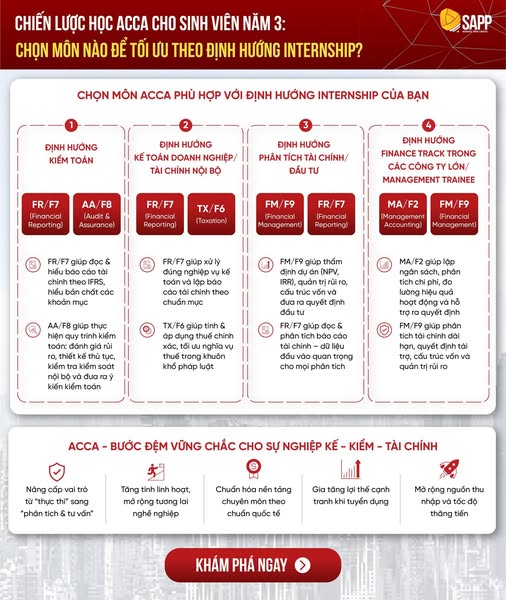 CHIẾN LƯỢC HỌC ACCA CHO SINH VIÊN NĂM 3:
CHỌN MÔN NÀO ĐỂ TỐI ƯU THEO ĐỊNH HƯỚNG INTERNSHIP?
SAPP
CHỌN MÔN ACCA PHÙ HỢP VỚI ĐỊNH HƯỚNG INTERNSHIP CỦA BẠN
1
ĐỊNH HƯỚNG
KIỂM TOÁN
FR/F7
(Financial
Reporting)
AA/F8
(Audit &
Assurance)
FR/F7 giúp đọc &
hiểu báo cáo tài
chính theo IFRS,
hiểu bản chất các
khoản mục
AA/F8 giúp thực
hiện quy trình kiểm
toán: đánh giá rủi
ro, thiết kế thủ tục,
kiểm tra kiểm soát
nội bộ và đưa ra ý
kiến kiểm toán
2
ĐỊNH HƯỚNG
KẾ TOÁN DOANH NGHIỆP/
TÀI CHÍNH NỘI BỘ
FR/F7
(Financial
Reporting)
TX/F6
(Taxation)
FR/F7 giúp xử lý
đúng nghiệp vụ kế
toán và lập báo
cáo tài chính theo
chuẩn mực
TX/F6 giúp tính &
áp dụng thuế chính
xác, tối ưu nghĩa vụ
thuế trong khuôn
khổ pháp luật
3
ĐỊNH HƯỚNG
PHÂN TÍCH TÀI CHÍNH/
ĐẦU TƯ
FM/F9
(Financial
Management)
FR/F7
(Financial
Reporting)
FM/F9 giúp thẩm
định dự án (NPV,
IRR), quản trị rủi ro,
cấu trúc vốn và
đưa ra quyết định
đầu tư
FR/F7 giúp đọc &
phân tích báo cáo
tài chính – dữ liệu
đầu vào quan trọng
cho mọi phân tích
4
ĐỊNH HƯỚNG
FINANCE TRACK TRONG
CÁC CÔNG TY LỚN/
MANAGEMENT TRAINEE
MA/F2
(Management
Accounting)
FM/F9
(Financial
Management)
MA/F2 giúp lập
ngân sách, phân
tích chi phí, đo
lường hiệu quả
hoạt động và hỗ
trợ ra quyết định
FM/F9 giúp phân
tích tài chính dài
hạn, quyết định tài
trợ, cấu trúc vốn và
quản trị rủi ro
ACCA - BƯỚC ĐỆM VỮNG CHẮC CHO SỰ NGHIỆP KẾ - KIỂM - TÀI CHÍNH
Nâng cấp vai trò
từ "thực thi" sang
"phân tích & tư vấn"
Tăng tính linh hoạt,
mở rộng tương lai
nghề nghiệp
Chuẩn hóa nền tảng
chuyên môn theo
chuẩn quốc tế
Gia tăng lợi thế cạnh
tranh khi tuyển dụng
Mở rộng nguồn thu
nhập và tốc độ
thăng tiến
KHÁM PHÁ NGAY